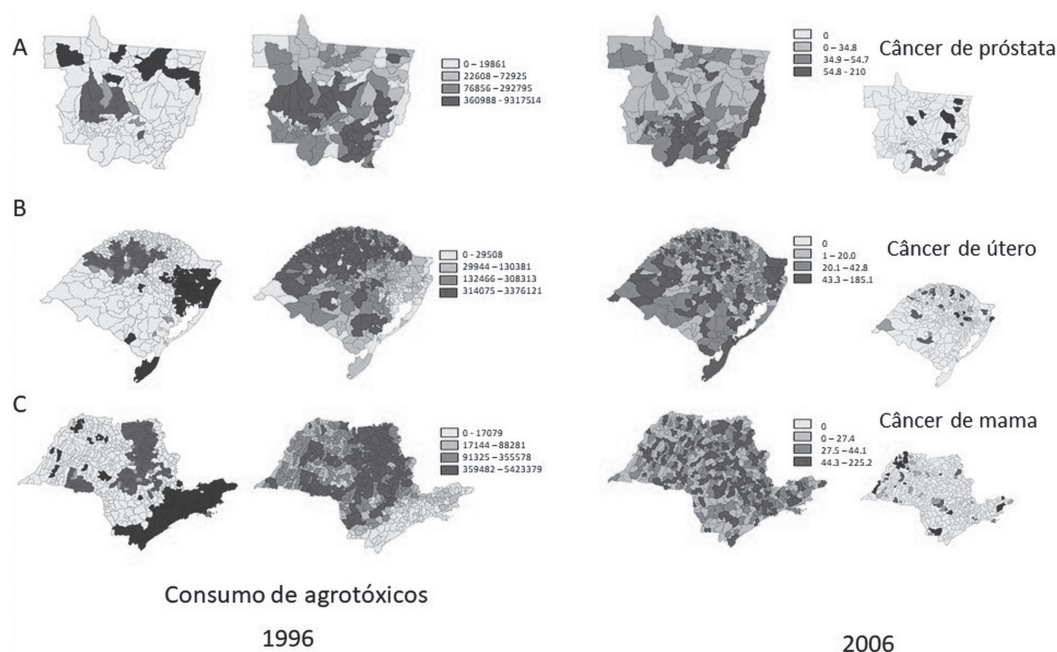 A
0 – 19861
22608 – 72925
76856 – 292795
360988 – 9317514
0
0 – 34.8
34.9 – 54.7
54.8 - 210
Câncer de próstata
B
0 - 29508
29944 – 130381
132466 – 308313
314075 – 3376121
0
1 – 20.0
20.1 – 42.8
43.3 – 185.1
Câncer de útero
C
0 - 17079
17144 – 88281
91325 – 355578
359482 – 5423379
0
0 – 27.4
27.5 – 44.1
44.3 – 225.2
Câncer de mama
Consumo de agrotóxicos
1996
2006